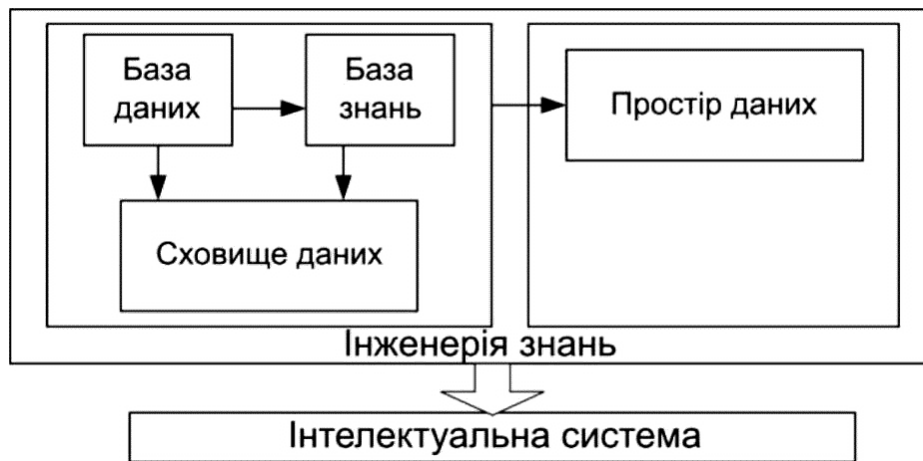 База
даних
База
знань
Простір даних
Сховище даних
Інженерія знань
Інтелектуальна система